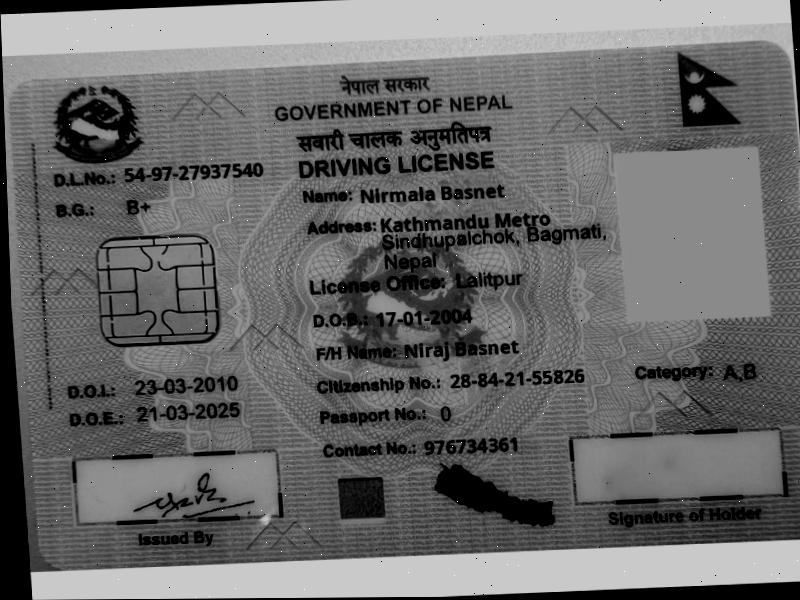 नेपाल सरकार
GOVERNMENT OF NEPAL
सवारी चालक अनुमतिपत्र
DRIVING LICENSE
D.L.No.: 54-97-27937540
B.G.: B+
Name: Nirmala Basnet
Address: Kathmandu Metro
Sindhupalchok, Bagmati,
Nepal
License Office: Lalitpur
D.O.B.: 17-01-2004
F/H Name: Niraj Basnet
D.O.I.: 23-03-2010
Citizenship No.: 28-84-21-55826
Category: A,B
D.O.E.: 21-03-2025
Passport No.: 0
Contact No.: 976734361
Issued By
Signature of Holder